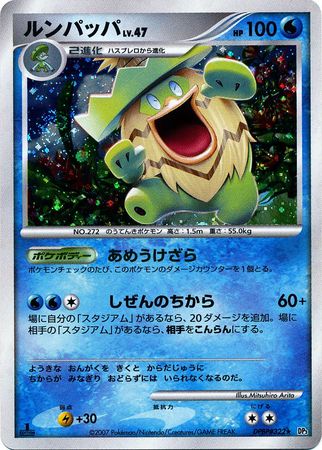 ルンパッパ LV.47 HP 100
2進化 ハスブレロから進化
NO.272 のうてんきポケモン 高さ：1.5m 重さ：55.0kg
ポケボディー あめうけざら
ポケモンチェックのたび、このポケモンのダメージカウンターを1個とる。
しぜんのちから 60+
場に自分の「スタジアム」があるなら、20ダメージを追加。場に
相手の「スタジアム」があるなら、相手をこんらんにする。
ようきな おんがくを きくと からだじゅうに
ちからが みなぎり おどらずには いられなくなるのだ。
Illus.Mitsuhiro Arita
弱点 抵抗力 にげる
+30
1 EDITION ©2007 Pokémon/Nintendo/Creatures/GAME FREAK. DPBP#322★ DP3